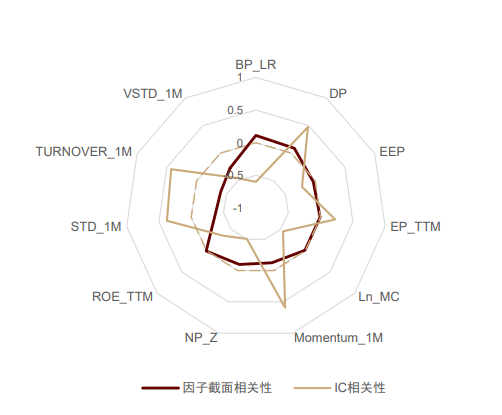 BP_LR
1
VSTD_1M
DP
0.5
TURNOVER_1M
0
EEP
-0.5
STD_1M
-1
EP_TTM
ROE_TTM
Ln_MC
NP_Z
Momentum_1M
因子截面相关性
IC相关性